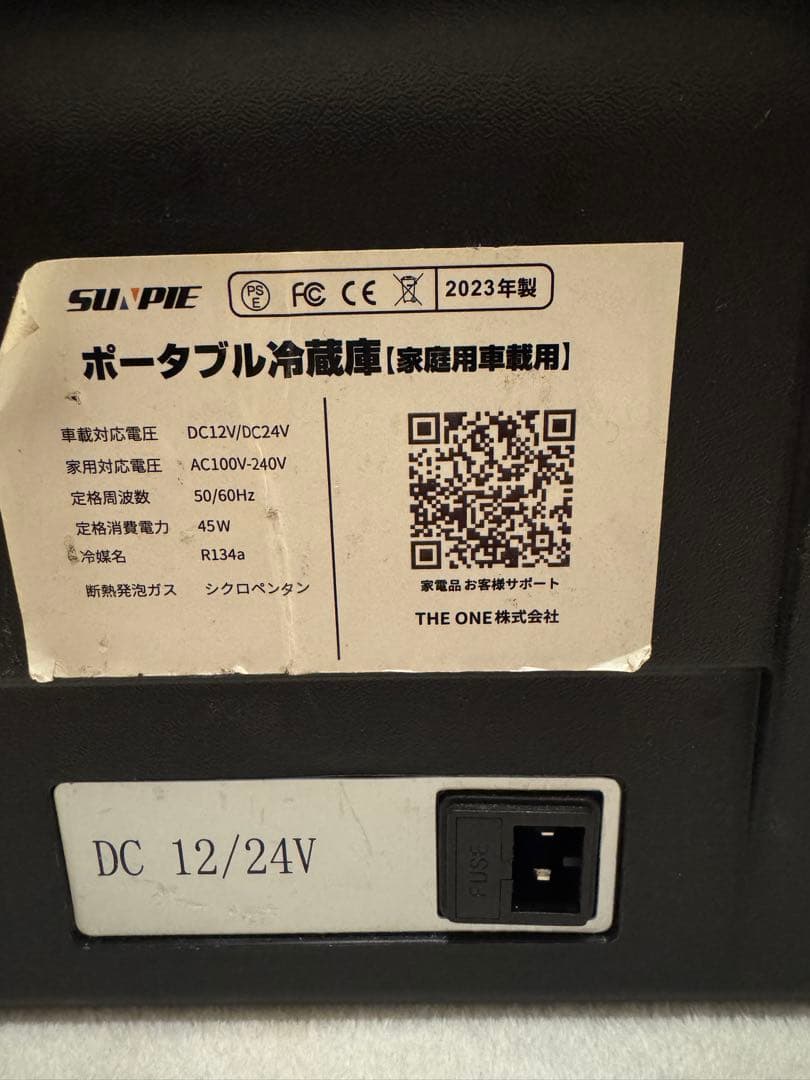 SUNPIE
PS E FC CE 2023年製
ポータブル冷蔵庫【家庭用車載用】
車載対応電圧 DC12V/DC24V
家用対応電圧 AC100V-240V
定格周波数 50/60Hz
定格消費電力 45W
冷媒名 R134a
断熱発泡ガス シクロペンタン
家電品 お客様サポート
THE ONE株式会社
DC 12/24V
FUSE